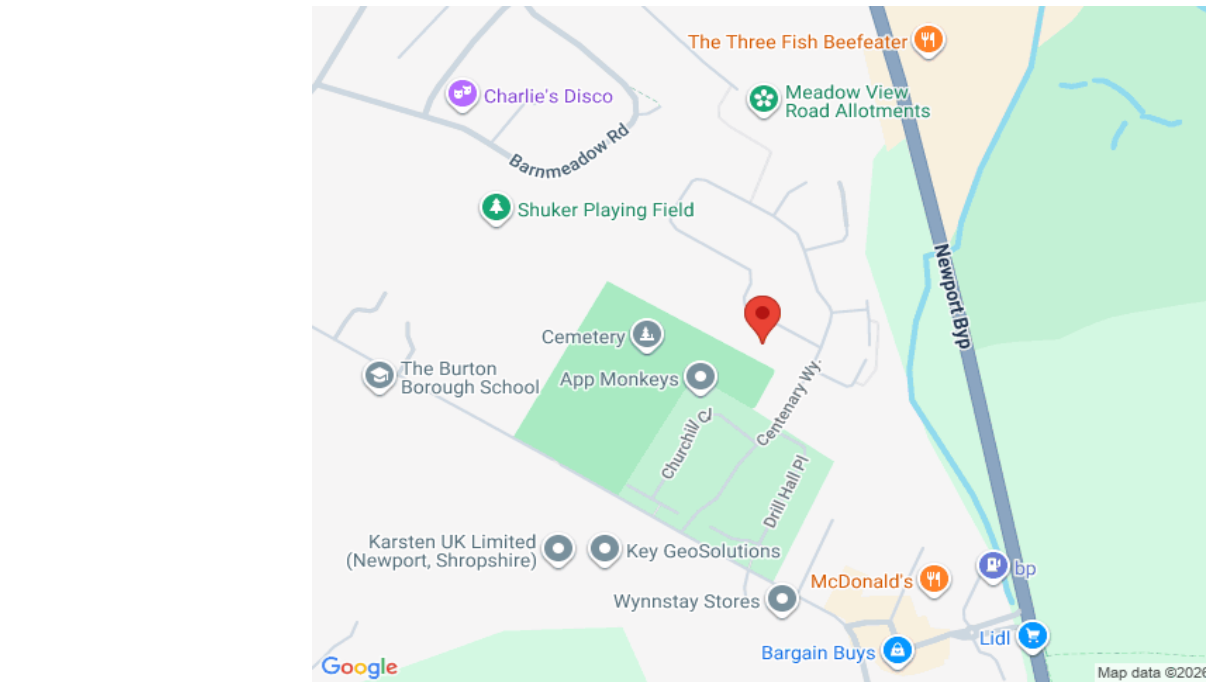 The Three Fish Beefeater
Charlie's Disco
Meadow View
Road Allotments
Barnmeadow Rd
Shuker Playing Field
Newport Byp
Cemetery
The Burton
Borough School
App Monkeys
Centenary Wy.
Churchill Cl
Drill Hall Pl
Karsten UK Limited
(Newport, Shropshire)
Key GeoSolutions
bp
McDonald's
Wynnstay Stores
Lidl
Bargain Buys
Google
Map data ©2026